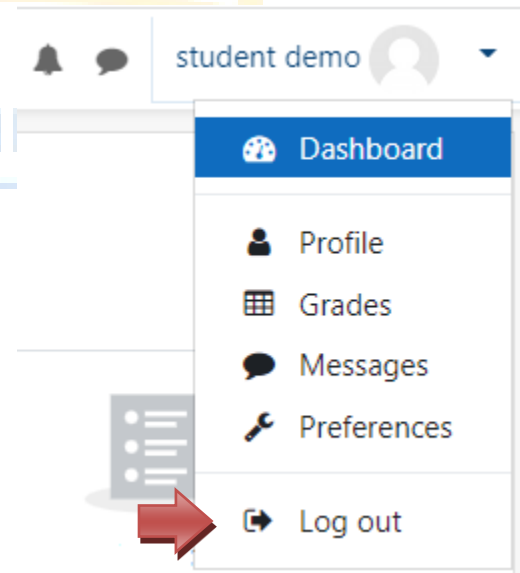 student demo
Dashboard
Profile
Grades
Messages
Preferences
Log out